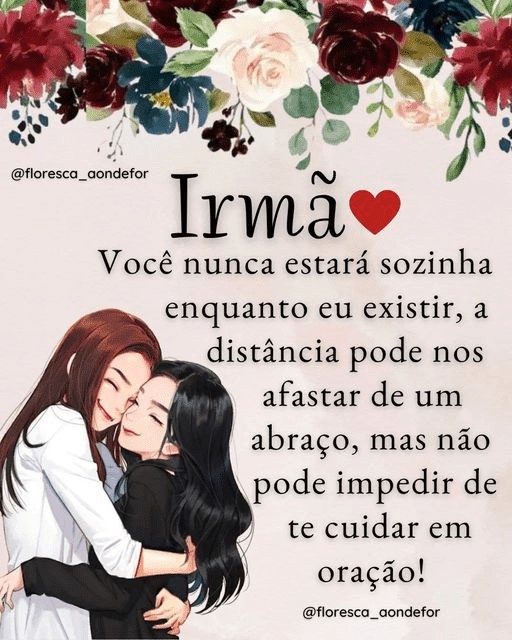 @floresca_aondefor
Irmã
Você nunca estará sozinha
enquanto eu existir, a
distância pode nos
afastar de um
abraço, mas não
pode impedir de
te cuidar em
oração!
@floresca_aondefor